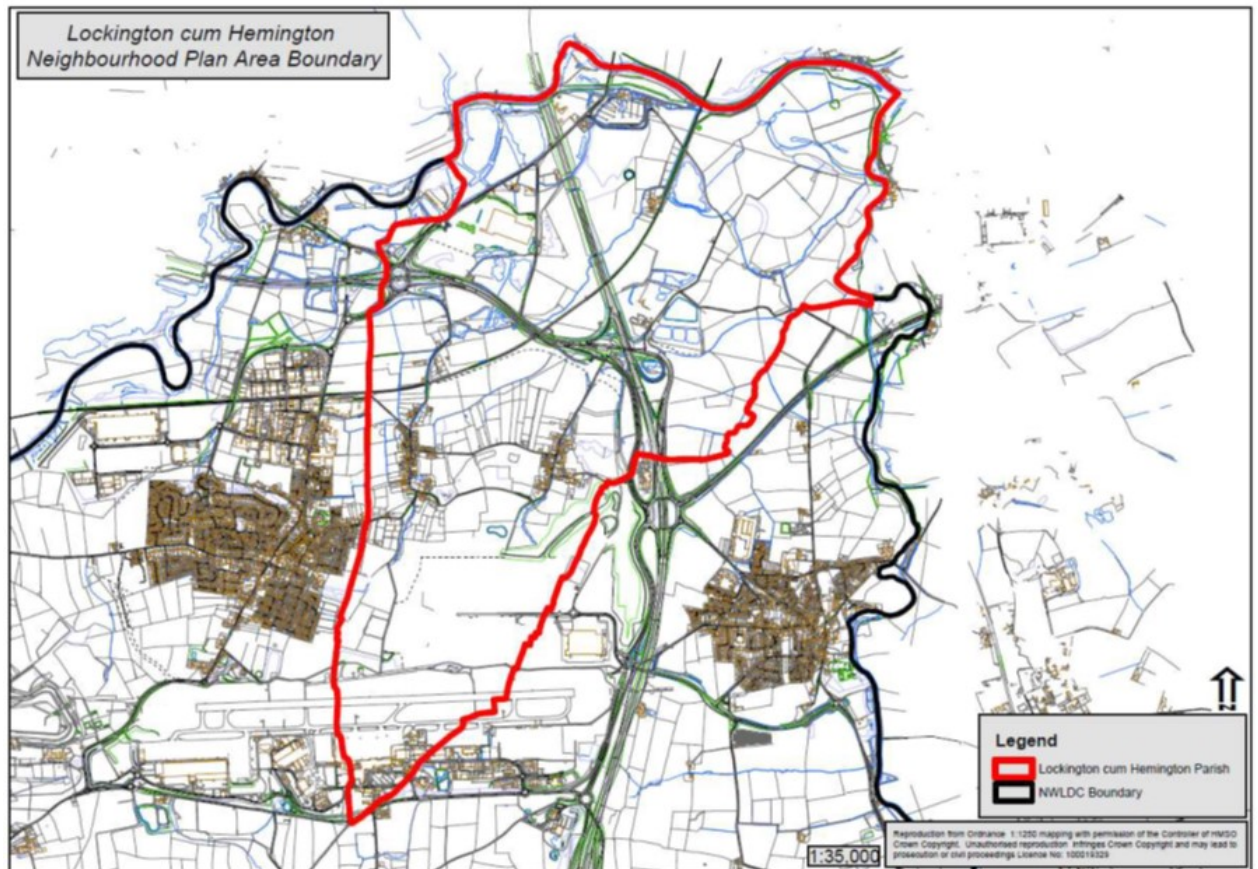 Lockington cum Hemington
Neighbourhood Plan Area Boundary
N
Legend
Lockington cum Hemington Parish
NWLDC Boundary
1:35,000
Reproduction from Ordnance 1:1250 mapping with permission of the Controller of HMSO
Crown Copyright. Unauthorised reproduction infringes Crown Copyright and may lead to
prosecution or civil proceedings Licence No: 100019329